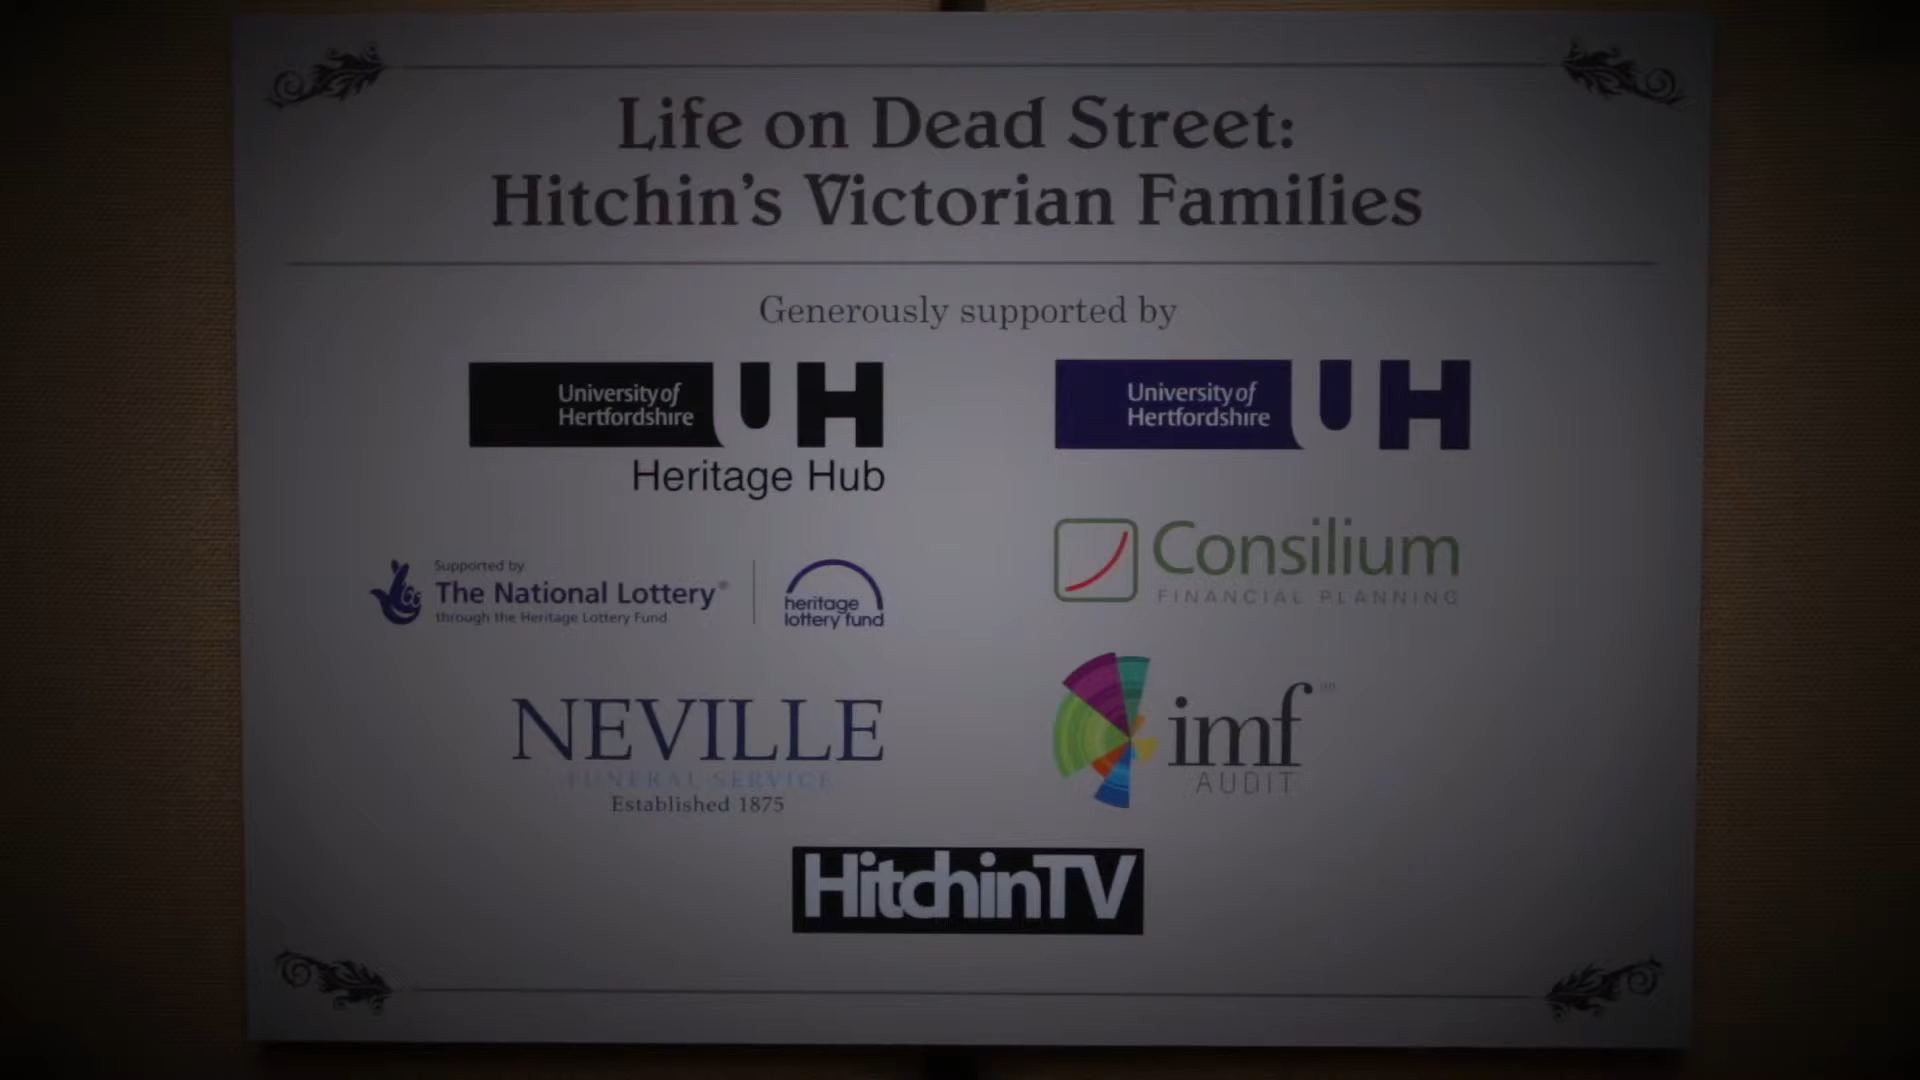 Life on Dead Street:
Hitchin's Victorian Families
Generously supported by
University of
Hertfordshire
UH
Heritage Hub
University of
Hertfordshire
UH
Supported by
The National Lottery®
through the Heritage Lottery Fund
heritage
lottery fund
Consilium
FINANCIAL PLANNING
NEVILLE
FUNERAL SERVICE
Established 1875
imf
AUDIT
HitchinTV